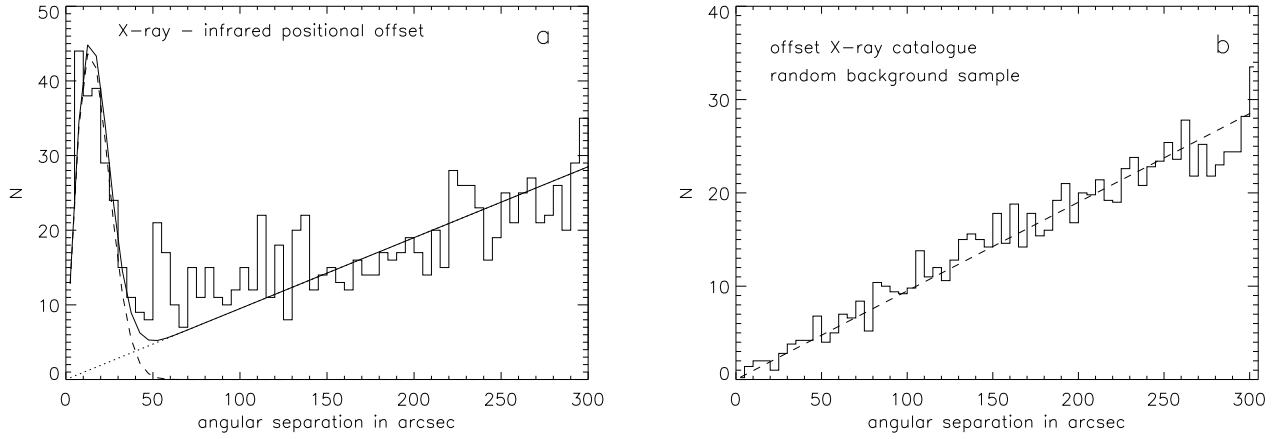 X-ray – infrared positional offset
a
N
50
40
30
20
10
0
0 50 100 150 200 250 300
angular separation in arcsec
offset X-ray catalogue
random background sample
b
N
40
30
20
10
0
0 50 100 150 200 250 300
angular separation in arcsec